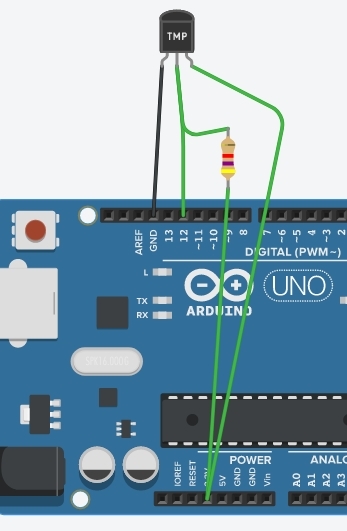 TMP
AREF
GND
13
12
~11
~10
~9
8
7
~6
~5
~4
~3
2
DIGITAL (PWM~)
L
TX
RX
ARDUINO
UNO
POWER
ANALO
IOREF
RESET
3.3V
5V
GND
GND
Vin
A0
A1
A2
A3